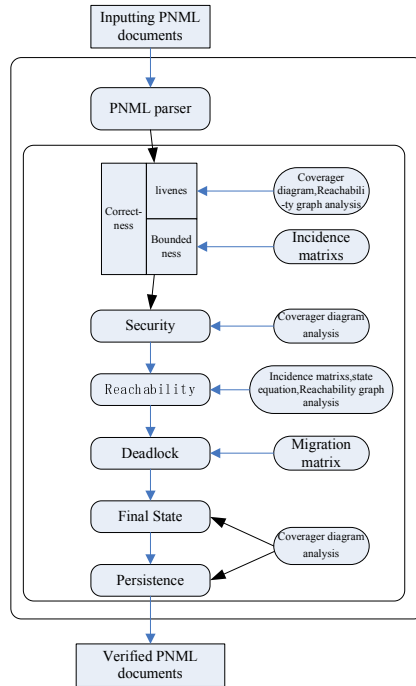 Inputting PNML
documents
PNML parser
Correct-
ness
livenes
Bounded
ness
Coverager
diagram,Reachabili
-ty graph analysis
Incidence
matrixs
Security
Coverager diagram
analysis
Reachability
Incidence matrixs,state
equation,Reachability graph
analysis
Deadlock
Migration
matrix
Final State
Coverager diagram
analysis
Persistence
Verified PNML
documents